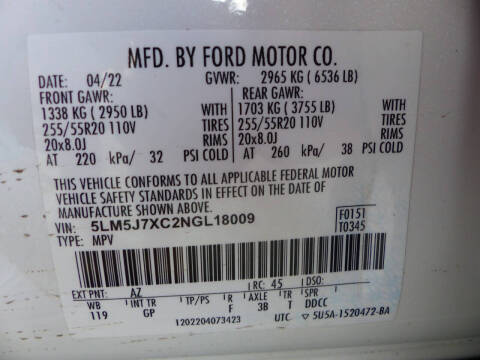 MFD. BY FORD MOTOR CO.
DATE: 04/22 GVWR: 2965 KG ( 6536 LB)
FRONT GAWR: REAR GAWR:
1338 KG ( 2950 LB) WITH 1703 KG ( 3755 LB) WITH
255/55R20 110V TIRES 255/55R20 110V TIRES
20x8.0J RIMS 20x8.0J RIMS
AT 220 kPa/ 32 PSI COLD AT 260 kPa/ 38 PSI COLD
THIS VEHICLE CONFORMS TO ALL APPLICABLE FEDERAL MOTOR
VEHICLE SAFETY STANDARDS IN EFFECT ON THE DATE OF
MANUFACTURE SHOWN ABOVE.
VIN: 5LM5J7XC2NGL18009 F0151
TYPE: MPV T0345
EXT PNT: AZ RC: 45 DSO:
WB INT TR TP/PS R AXLE TR SPR
119 GP F 3B T DDCC
1202204073423 UTC 5U5A-1520472-BA